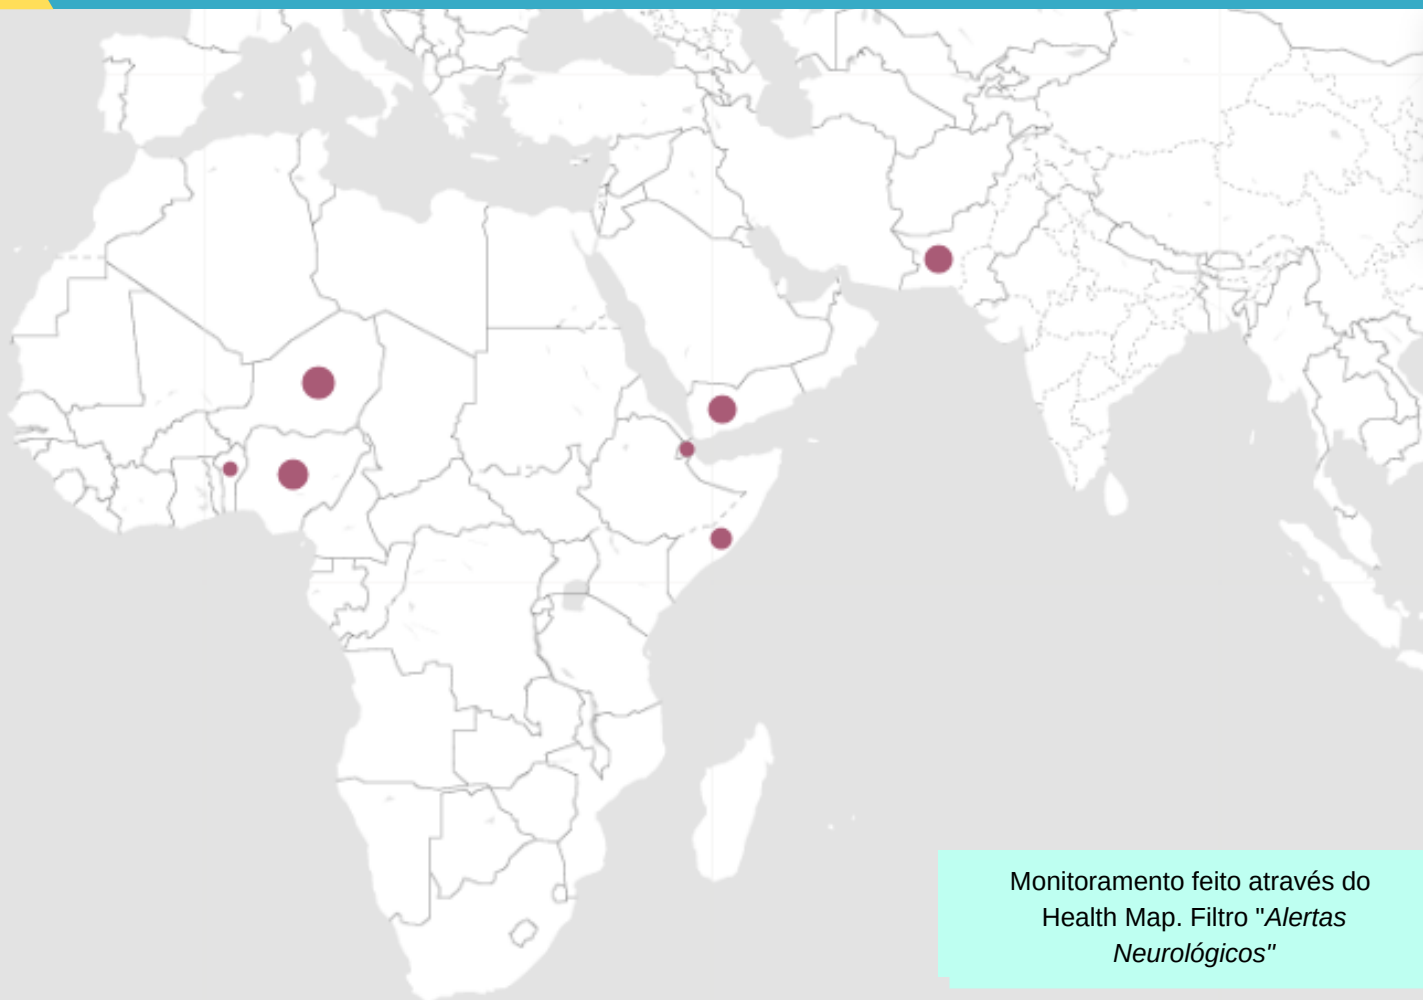 Monitoramento feito através do
Health Map. Filtro "Alertas
Neurológicos"